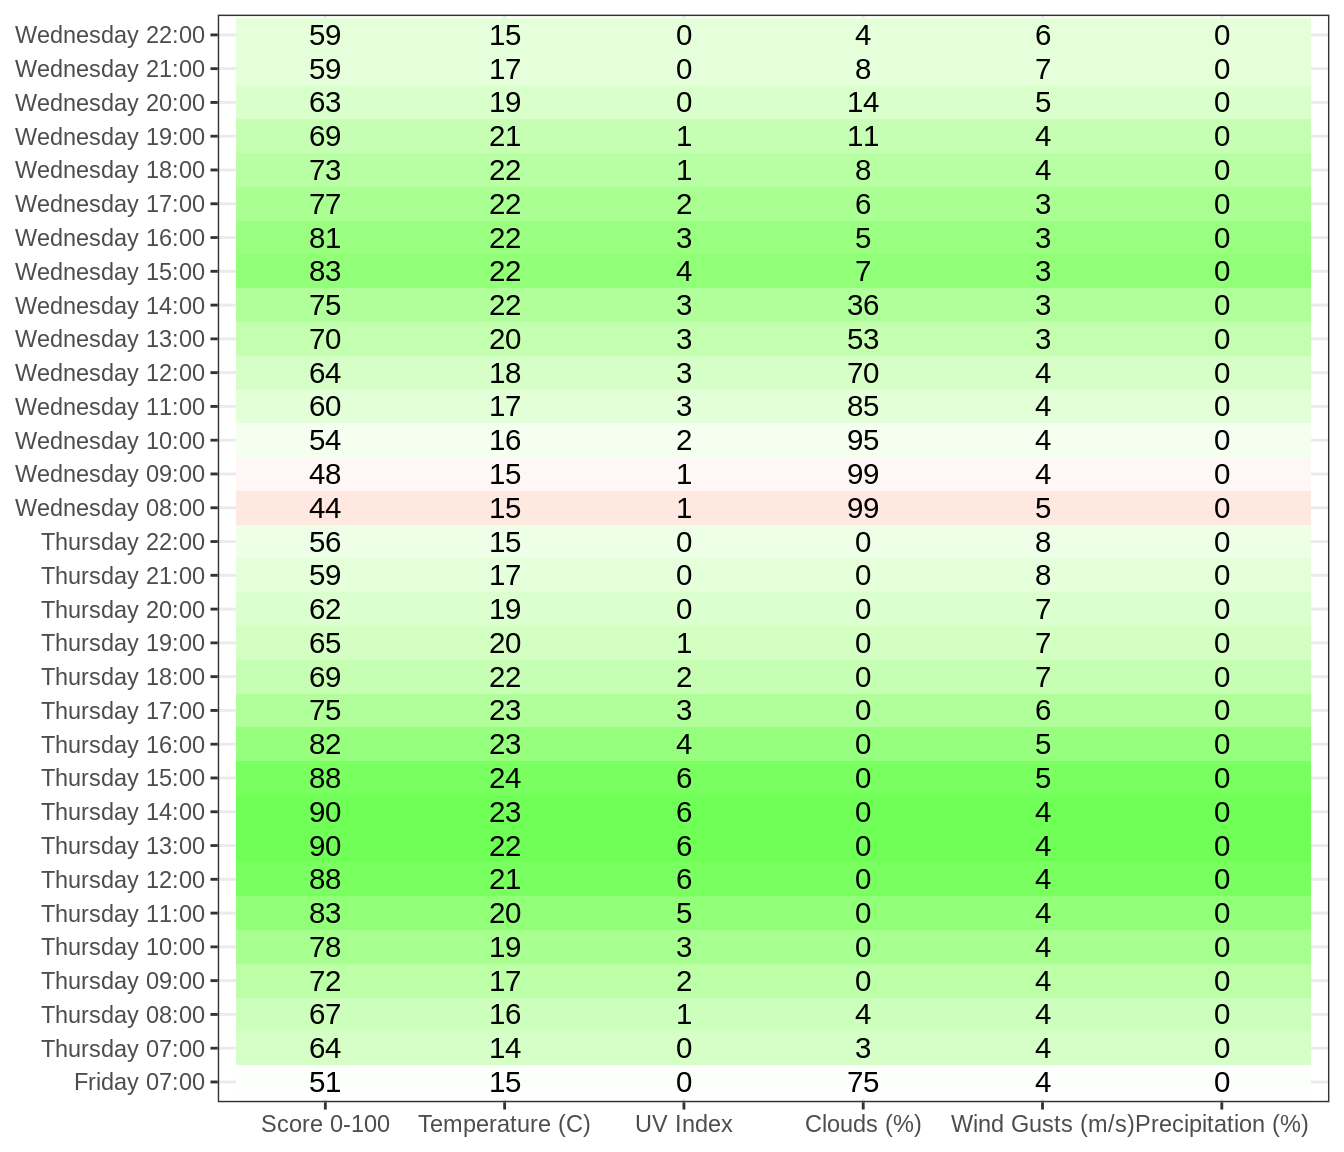 Wednesday 22:00 59 15 0 4 6 0
Wednesday 21:00 59 17 0 8 7 0
Wednesday 20:00 63 19 0 14 5 0
Wednesday 19:00 69 21 1 11 4 0
Wednesday 18:00 73 22 1 8 4 0
Wednesday 17:00 77 22 2 6 3 0
Wednesday 16:00 81 22 3 5 3 0
Wednesday 15:00 83 22 4 7 3 0
Wednesday 14:00 75 22 3 36 3 0
Wednesday 13:00 70 20 3 53 3 0
Wednesday 12:00 64 18 3 70 4 0
Wednesday 11:00 60 17 3 85 4 0
Wednesday 10:00 54 16 2 95 4 0
Wednesday 09:00 48 15 1 99 4 0
Wednesday 08:00 44 15 1 99 5 0
Thursday 22:00 56 15 0 0 8 0
Thursday 21:00 59 17 0 0 8 0
Thursday 20:00 62 19 0 0 7 0
Thursday 19:00 65 20 1 0 7 0
Thursday 18:00 69 22 2 0 7 0
Thursday 17:00 75 23 3 0 6 0
Thursday 16:00 82 23 4 0 5 0
Thursday 15:00 88 24 6 0 5 0
Thursday 14:00 90 23 6 0 4 0
Thursday 13:00 90 22 6 0 4 0
Thursday 12:00 88 21 6 0 4 0
Thursday 11:00 83 20 5 0 4 0
Thursday 10:00 78 19 3 0 4 0
Thursday 09:00 72 17 2 0 4 0
Thursday 08:00 67 16 1 4 4 0
Thursday 07:00 64 14 0 3 4 0
Friday 07:00 51 15 0 75 4 0
Score 0-100 Temperature (C) UV Index Clouds (%) Wind Gusts (m/s) Precipitation (%)